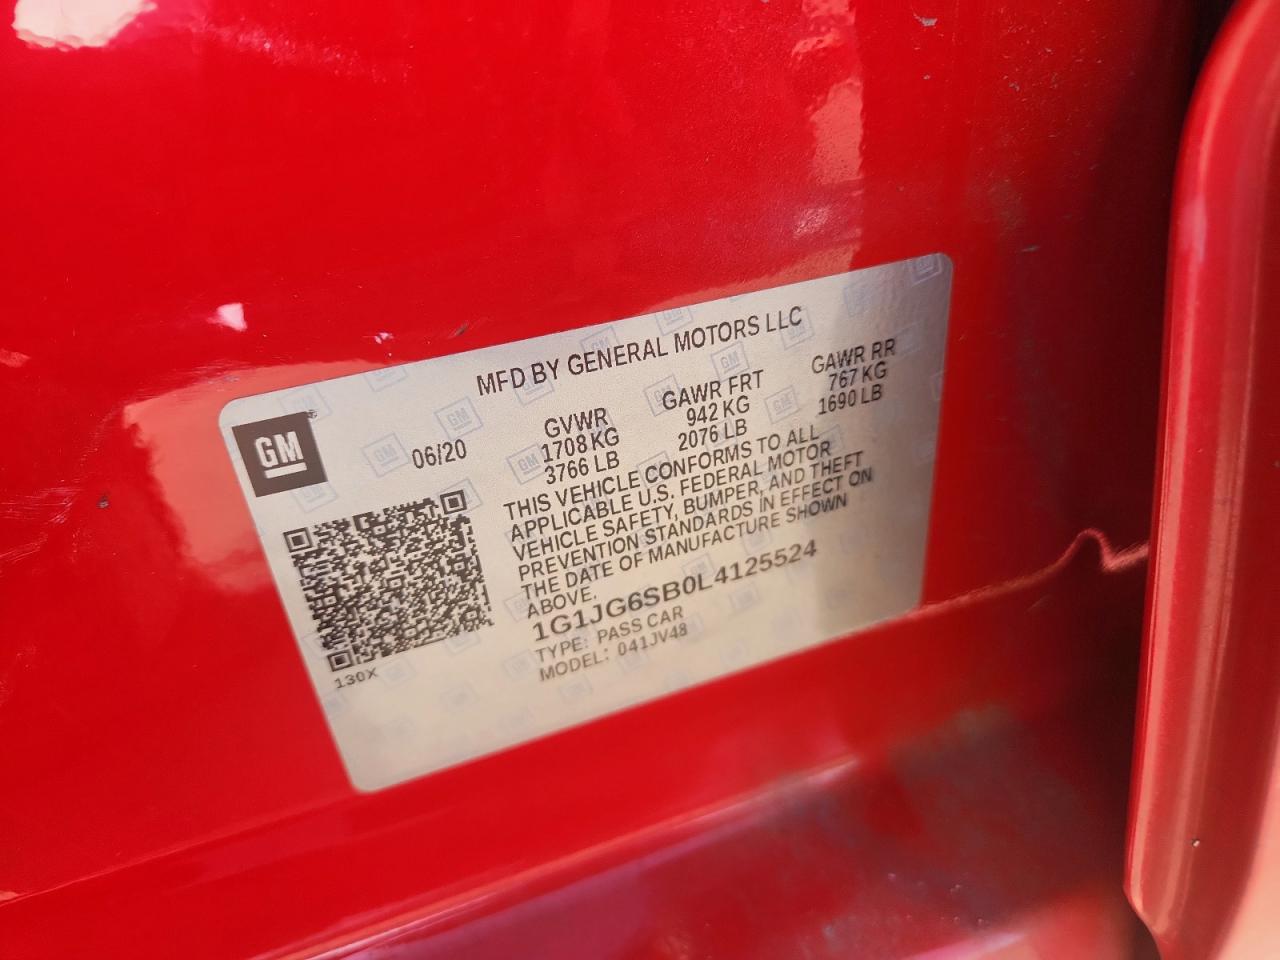 MFD BY GENERAL MOTORS LLC
GM
06/20
GVWR
1708 KG
3766 LB
GAWR FRT
942 KG
2076 LB
GAWR RR
767 KG
1690 LB
THIS VEHICLE CONFORMS TO ALL
APPLICABLE U.S. FEDERAL MOTOR
VEHICLE SAFETY, BUMPER, AND THEFT
PREVENTION STANDARDS IN EFFECT ON
THE DATE OF MANUFACTURE SHOWN
ABOVE.
1G1JG6SB0L4125524
TYPE: PASS CAR
MODEL: 041JV48
130X